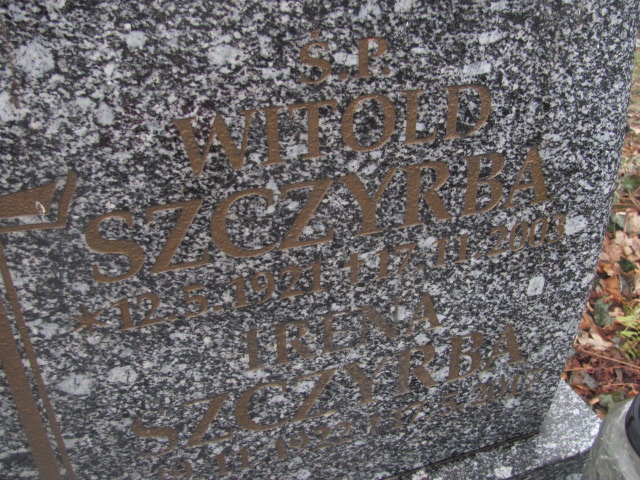 Ś.P.
WITOLD
SZCZYRBA
* 12.5.1921 † 17.11.2003
IRENA
SZCZYRBA